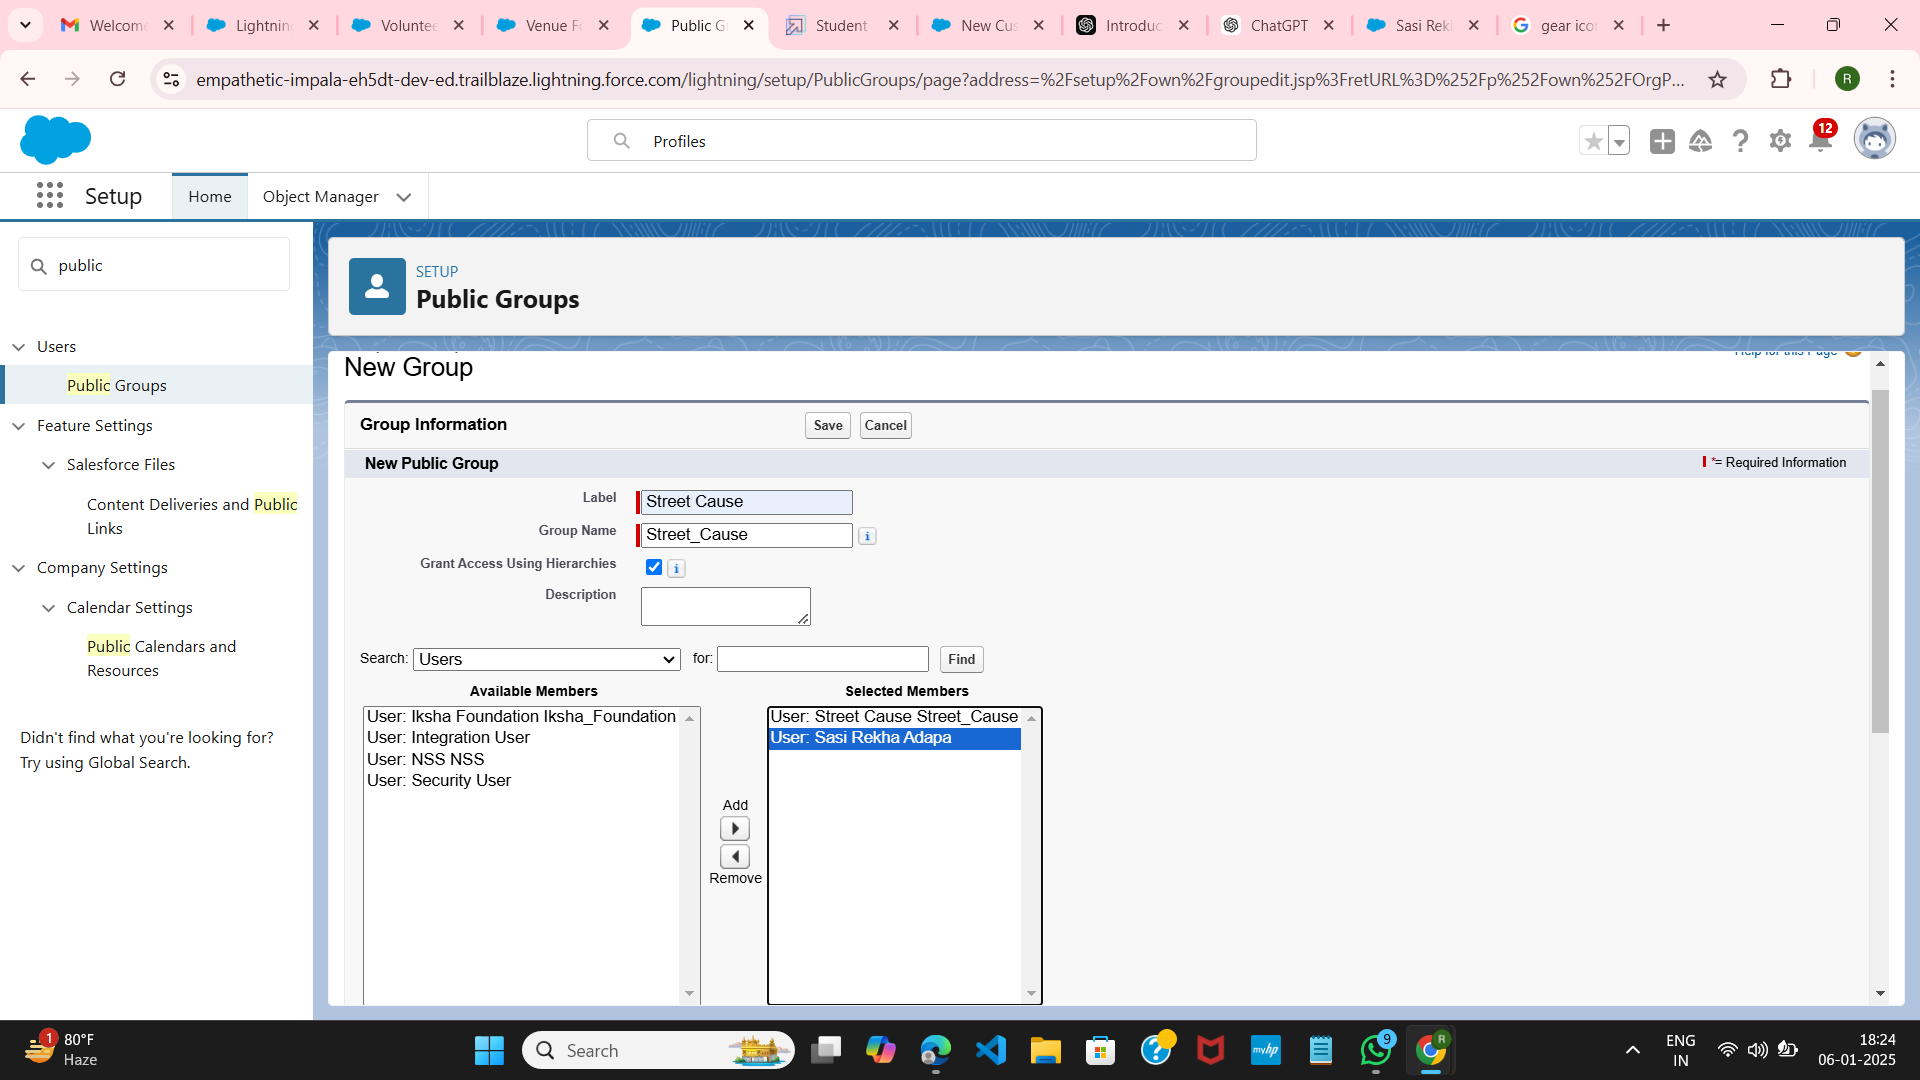 Welcome
Lightnin
Voluntee
Venue Fo
Public Gr
Student
New Cus
Introduc
ChatGPT
Sasi Rekh
gear icon
empathetic-impala-eh5dt-dev-ed.trailblaze.lightning.force.com/lightning/setup/PublicGroups/page?address=%2Fsetup%2Fown%2Fgroupedit.jsp%3FretURL%3D%252Fp%252Fown%252FOrgP...
R
Profiles
12
Setup
Home
Object Manager
public
Users
Public Groups
Feature Settings
Salesforce Files
Content Deliveries and Public
Links
Company Settings
Calendar Settings
Public Calendars and
Resources
Didn't find what you're looking for?
Try using Global Search.
SETUP
Public Groups
Help for this Page
New Group
Group Information
Save
Cancel
New Public Group
*= Required Information
Label
Street Cause
Group Name
Street_Cause
i
Grant Access Using Hierarchies
i
Description
Search:
Users
for:
Find
Available Members
Selected Members
User: Iksha Foundation Iksha_Foundation
User: Integration User
User: NSS NSS
User: Security User
User: Street Cause Street_Cause
User: Sasi Rekha Adapa
Add
Remove
1
80°F
Haze
Search
myhp
9
R
ENG
IN
18:24
06-01-2025